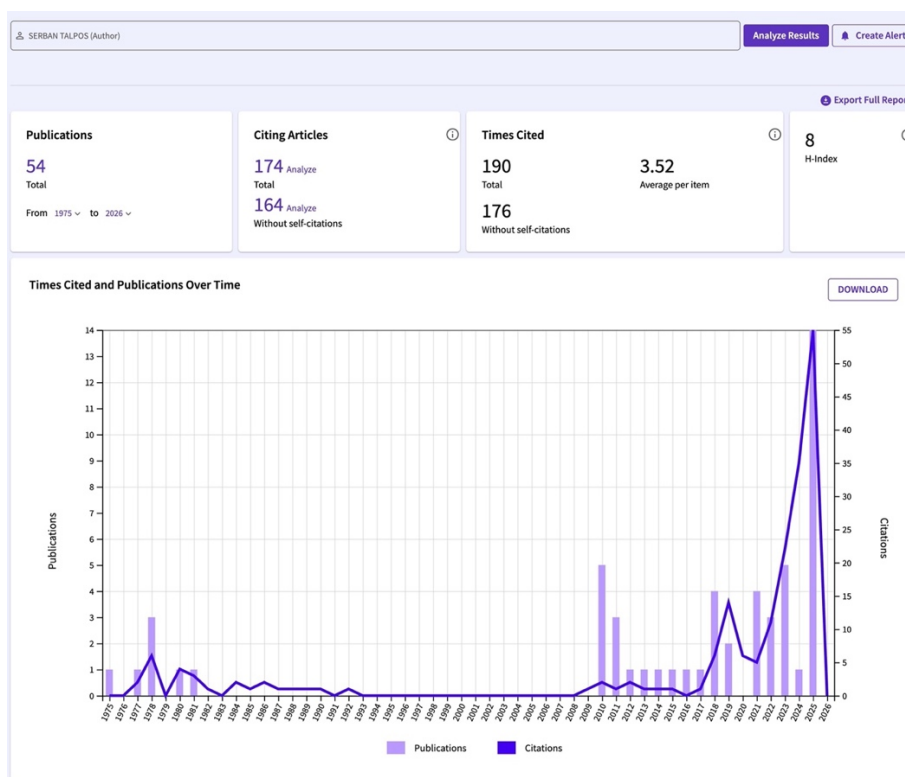 SERBAN TALPOS (Author)
Analyze Results
Create Alert
Export Full Repor
Publications
54
Total
From 1975 to 2026
Citing Articles
174 Analyze
Total
164 Analyze
Without self-citations
Times Cited
190
Total
3.52
Average per item
176
Without self-citations
8
H-Index
Times Cited and Publications Over Time
DOWNLOAD
14
13
12
11
10
9
8
7
6
5
4
3
2
1
0
Publications
55
50
45
40
35
30
25
20
15
10
5
0
Citations
1975 1976 1977 1978 1979 1980 1981 1982 1983 1984 1985 1986 1987 1988 1989 1990 1991 1992 1993 1994 1995 1996 1997 1998 1999 2000 2001 2002 2003 2004 2005 2006 2007 2008 2009 2010 2011 2012 2013 2014 2015 2016 2017 2018 2019 2020 2021 2022 2023 2024 2025 2026
Publications Citations